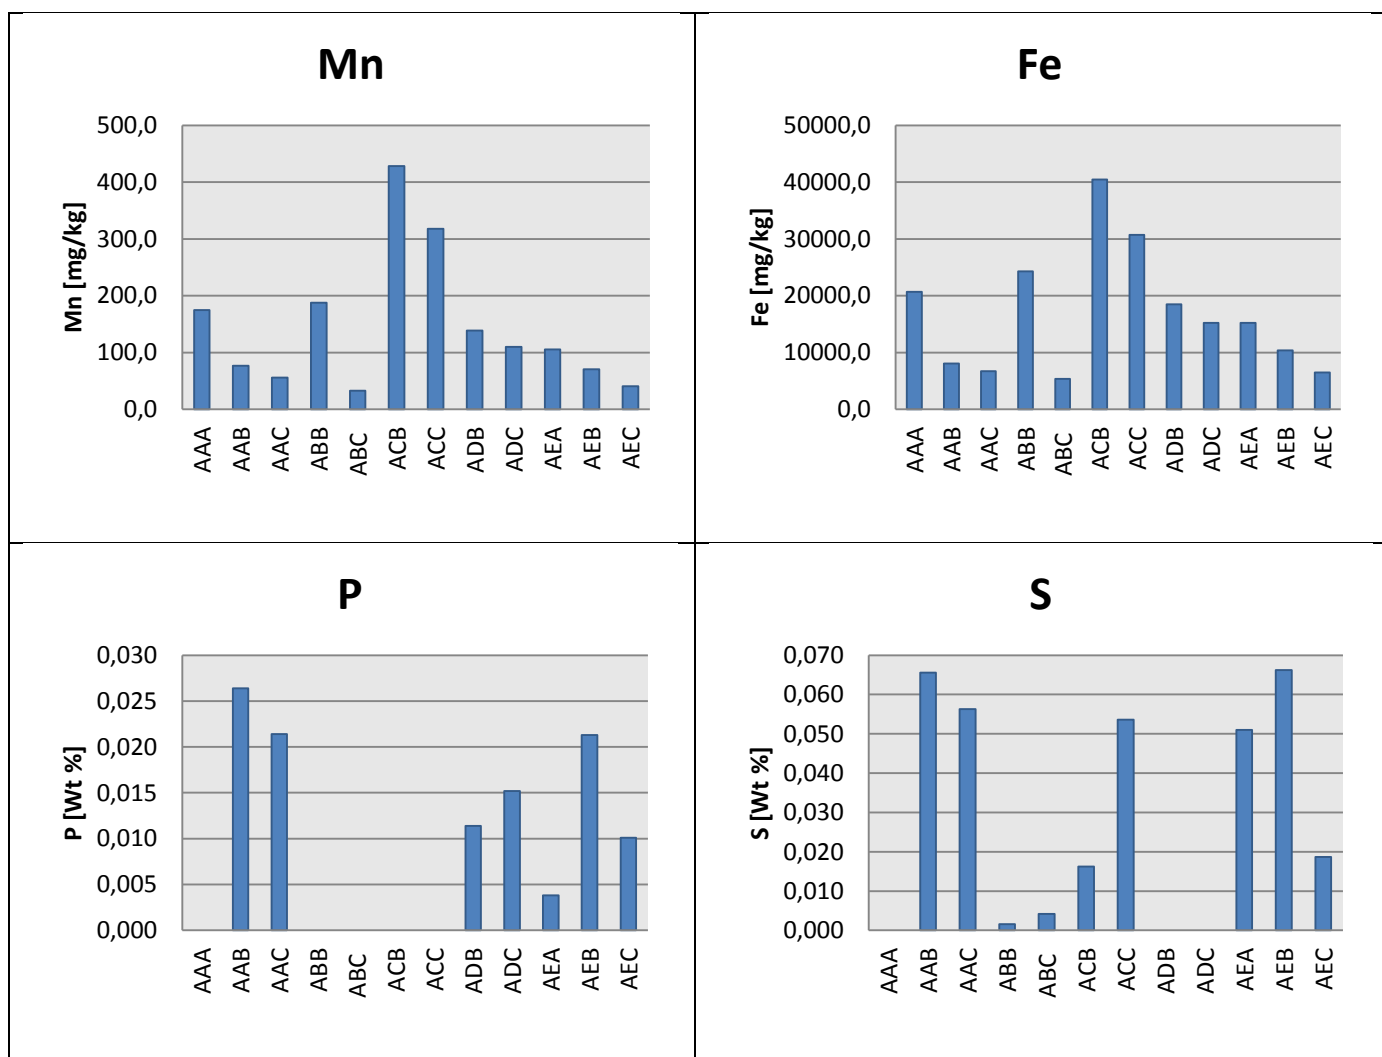 Mn
500,0
400,0
300,0
200,0
100,0
0,0
Mn [mg/kg]
AAA
AAB
AAC
ABB
ABC
ACB
ACC
ADB
ADC
AEA
AEB
AEC
Fe
50000,0
40000,0
30000,0
20000,0
10000,0
0,0
Fe [mg/kg]
AAA
AAB
AAC
ABB
ABC
ACB
ACC
ADB
ADC
AEA
AEB
AEC
P
0,030
0,025
0,020
0,015
0,010
0,005
0,000
P [Wt %]
AAA
AAB
AAC
ABB
ABC
ACB
ACC
ADB
ADC
AEA
AEB
AEC
S
0,070
0,060
0,050
0,040
0,030
0,020
0,010
0,000
S [Wt %]
AAA
AAB
AAC
ABB
ABC
ACB
ACC
ADB
ADC
AEA
AEB
AEC